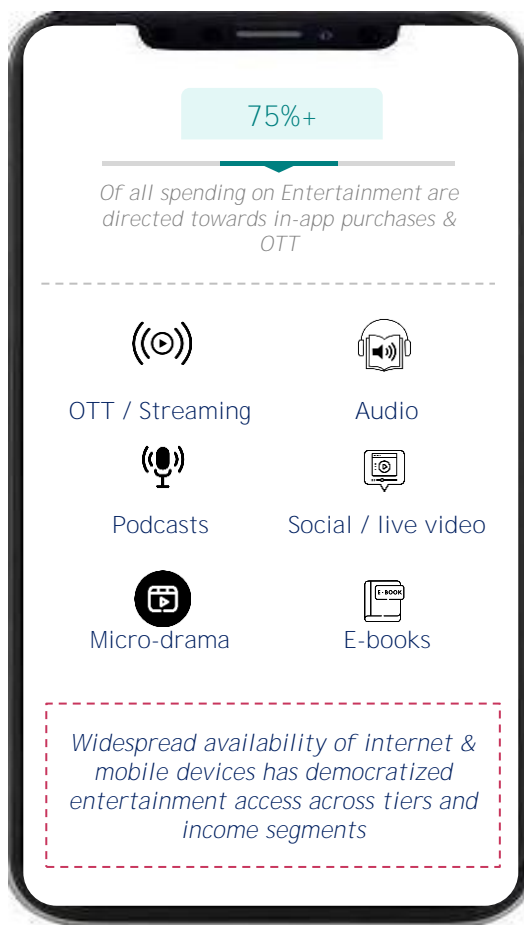 75%+
Of all spending on Entertainment are
directed towards in-app purchases &
OTT
OTT / Streaming
Audio
Podcasts
Social / live video
Micro-drama
E-BOOK
E-books
Widespread availability of internet &
mobile devices has democratized
entertainment access across tiers and
income segments